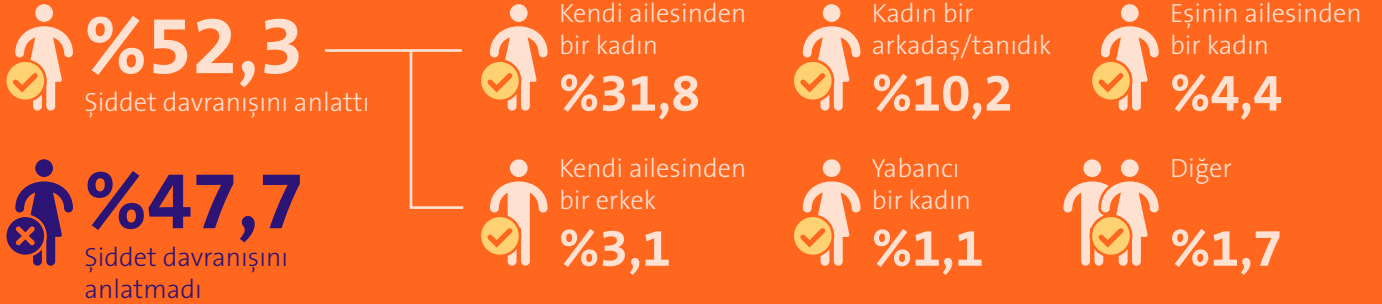 %52,3
Şiddet davranışını anlattı
Kendi ailesinden
bir kadın
%31,8
Kadın bir
arkadaş/tanıdık
%10,2
Eşinin ailesinden
bir kadın
%4,4
%47,7
Şiddet davranışını
anlatmadı
Kendi ailesinden
bir erkek
%3,1
Yabancı
bir kadın
%1,1
Diğer
%1,7